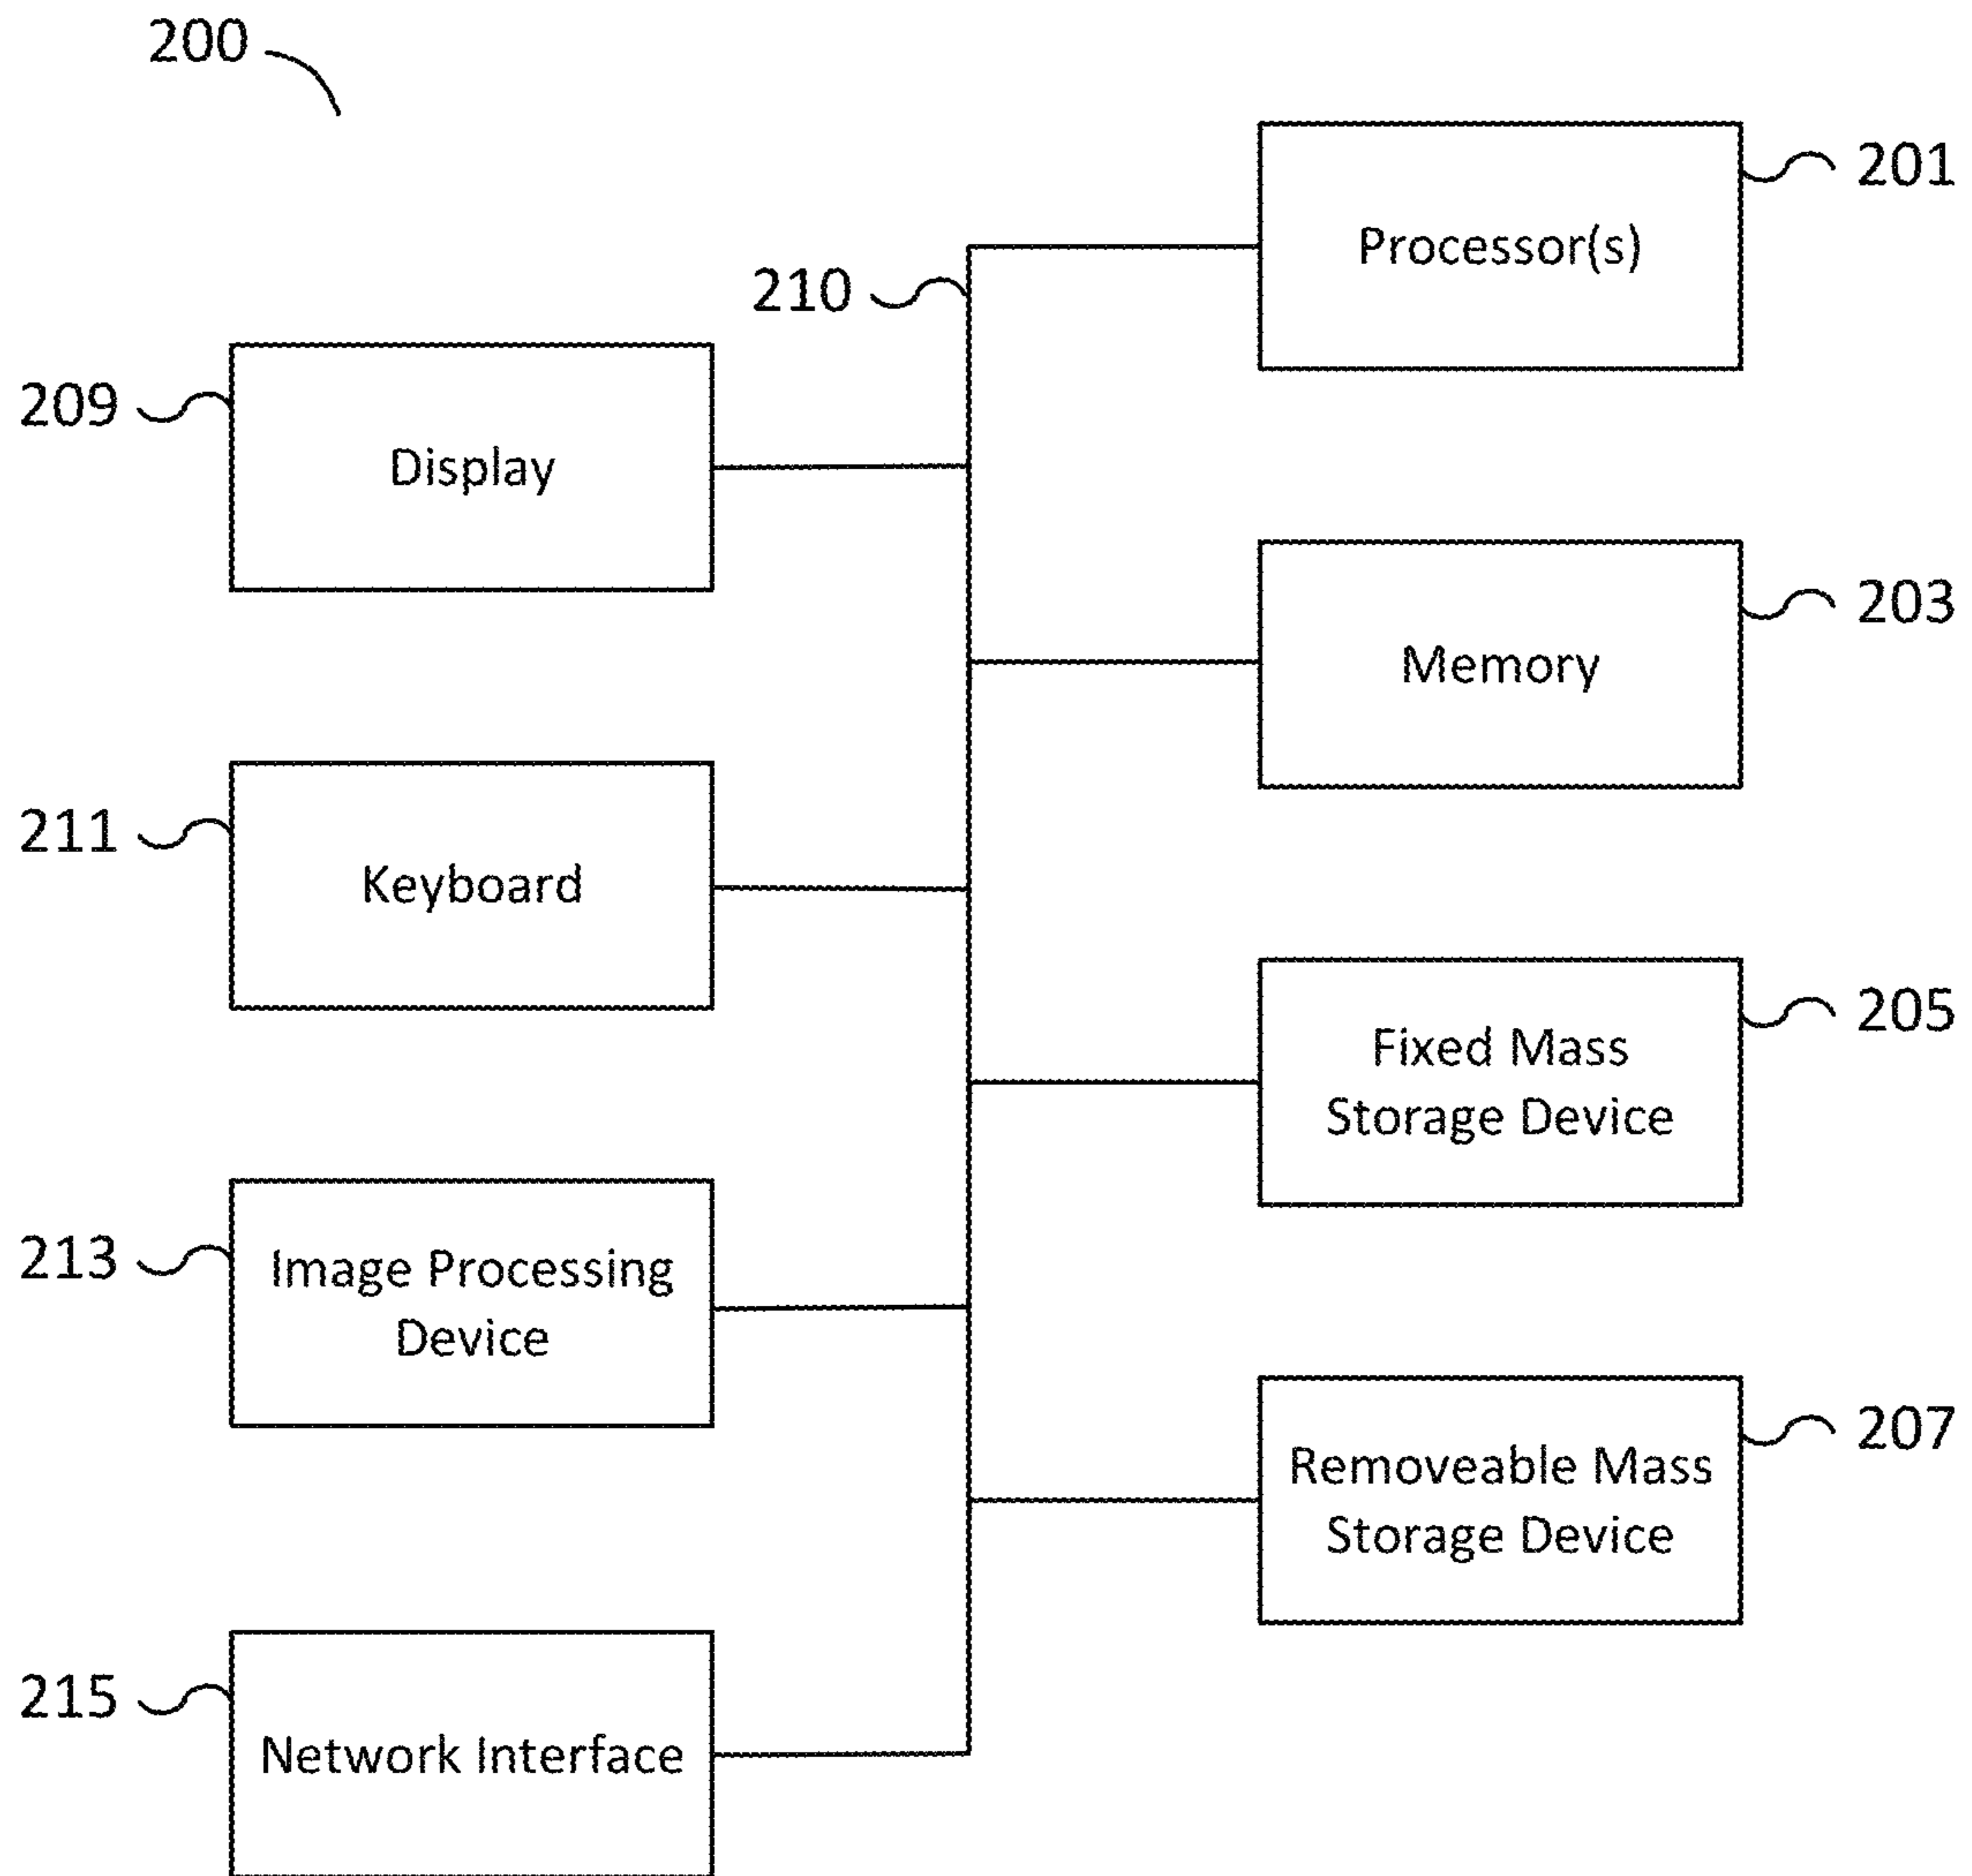 200
201
Processor(s)
210
209
Display
203
Memory
211
Keyboard
205
Fixed Mass
Storage Device
213
Image Processing
Device
207
Removeable Mass
Storage Device
215
Network Interface